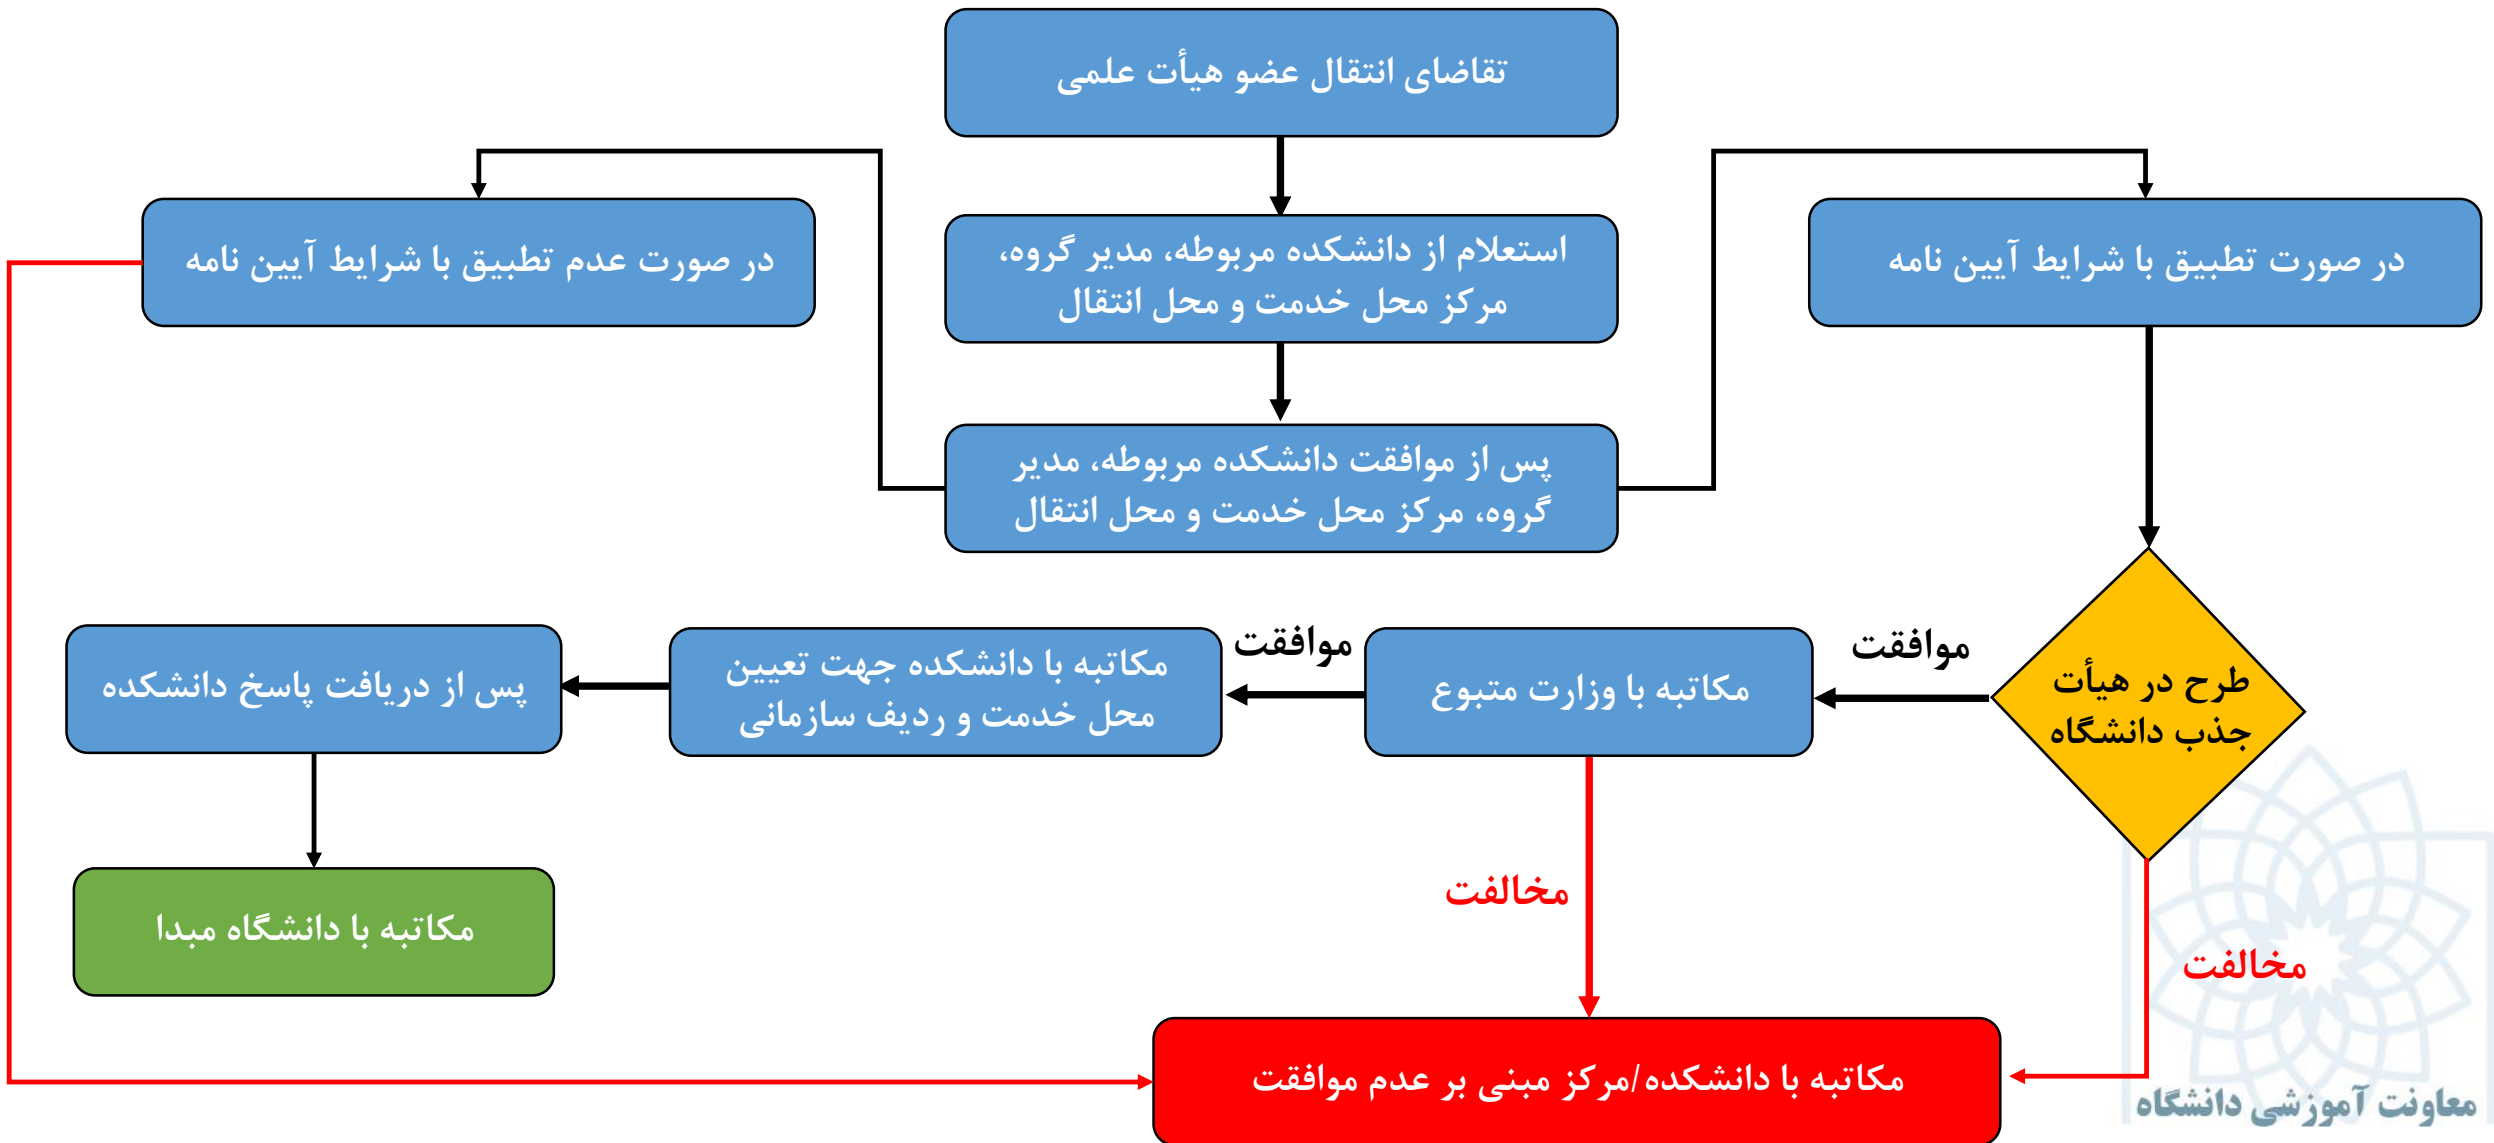 تقاضای انتقال عضو هیأت علمی
استعلام از دانشکده مربوطه، مدیر گروه،
مرکز محل خدمت و محل انتقال
پس از موافقت دانشکده مربوطه، مدیر
گروه، مرکز محل خدمت و محل انتقال
در صورت تطبیق با شرایط آیین نامه
در صورت عدم تطبیق با شرایط آیین نامه
طرح در هیأت
جذب دانشگاه
موافقت
مکاتبه با وزارت متبوع
موافقت
مکاتبه با دانشکده جهت تعیین
محل خدمت و ردیف سازمانی
پس از دریافت پاسخ دانشکده
مکاتبه با دانشگاه مبدا
مخالفت
مخالفت
مکاتبه با دانشکده/مرکز مبنی بر عدم موافقت
معاونت آموزشی دانشگاه